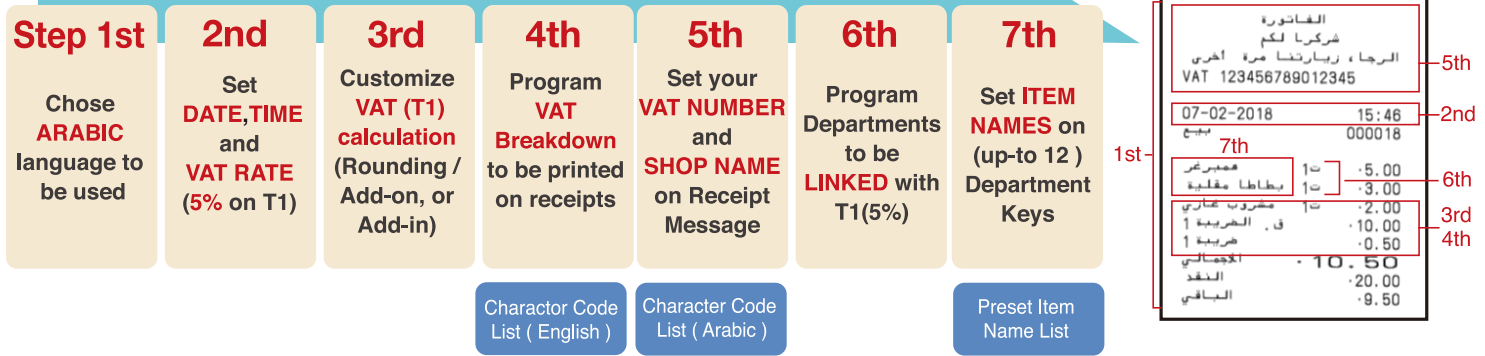 Step 1st
Chose
ARABIC
language to
be used
2nd
Set
DATE,TIME
and
VAT RATE
(5% on T1)
3rd
Customize
VAT (T1)
calculation
(Rounding /
Add-on, or
Add-in)
4th
Program
VAT
Breakdown
to be printed
on receipts
5th
Set your
VAT NUMBER
and
SHOP NAME
on Receipt
Message
6th
Program
Departments
to be
LINKED with
T1(5%)
7th
Set ITEM
NAMES on
(up-to 12 )
Department
Keys
Charactor Code
List ( English )
Character Code
List ( Arabic )
Preset Item
Name List
الفاتورة
شركرا لكم
الرجاء زيارتنا مرة أخرى
VAT 123456789012345
5th
07-02-2018 15:46
2nd
بيع 000018
7th
1st
همبرغر ت1 ·5.00
بطاطا مقلية ت1 ·3.00
6th
مشروب غازي ت1 ·2.00
ق. الضريبة 1 ·10.00
ضريبة 1 ·0.50
3rd
4th
الاجمالي ·10.50
النقد ·20.00
الباقي ·9.50